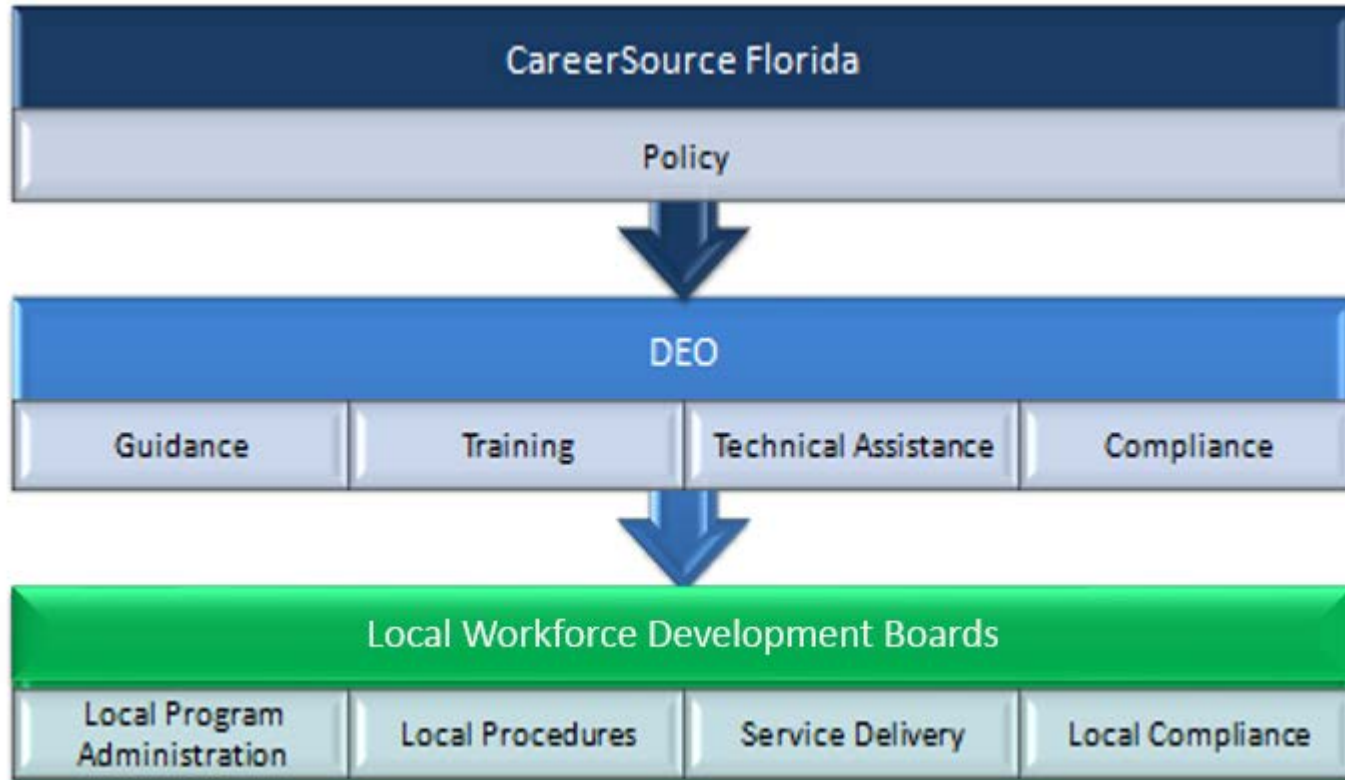 CareerSource Florida
Policy
DEO
Guidance
Training
Technical Assistance
Compliance
Local Workforce Development Boards
Local Program
Administration
Local Procedures
Service Delivery
Local Compliance